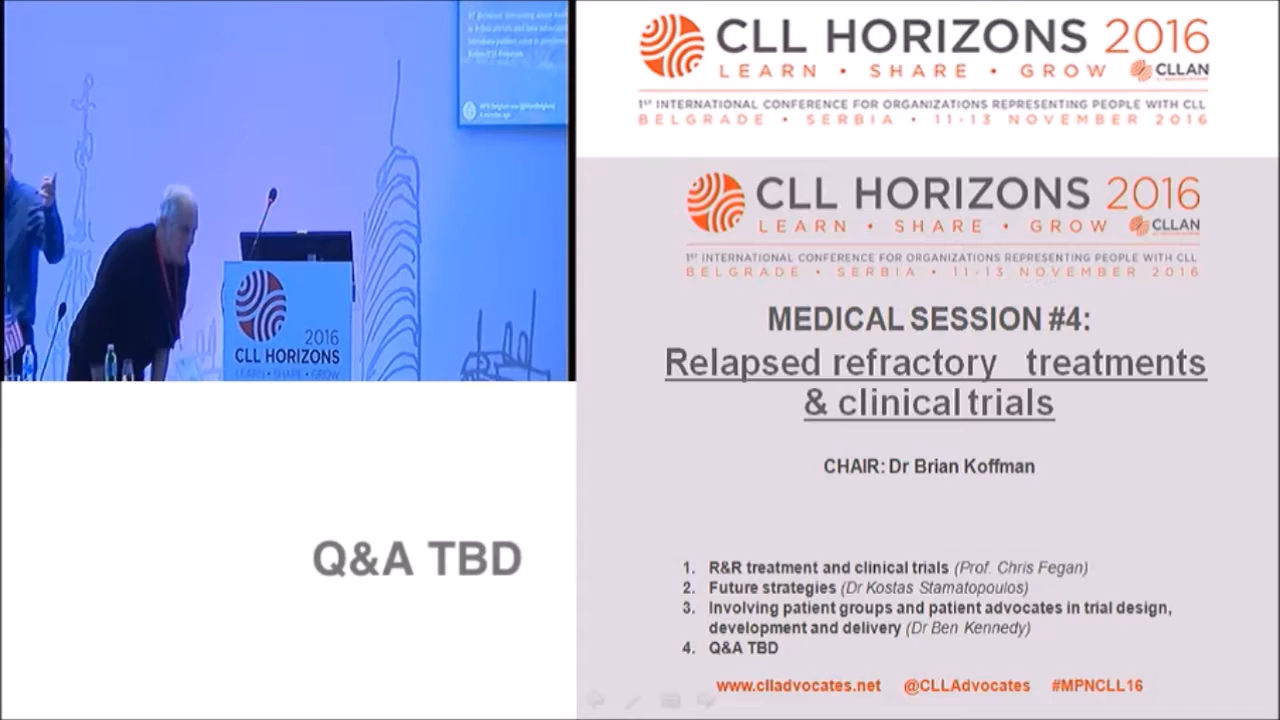 2016
CLL HORIZONS
LEARN · SHARE · GROW
Q&A TBD
CLL HORIZONS 2016
LEARN • SHARE • GROW
CLLAN
1ST INTERNATIONAL CONFERENCE FOR ORGANIZATIONS REPRESENTING PEOPLE WITH CLL
BELGRADE • SERBIA • 11-13 NOVEMBER 2016
CLL HORIZONS 2016
LEARN • SHARE • GROW
CLLAN
1ST INTERNATIONAL CONFERENCE FOR ORGANIZATIONS REPRESENTING PEOPLE WITH CLL
BELGRADE • SERBIA • 11-13 NOVEMBER 2016
MEDICAL SESSION #4:
Relapsed refractory treatments
& clinical trials
CHAIR: Dr Brian Koffman
1. R&R treatment and clinical trials (Prof. Chris Fegan)
2. Future strategies (Dr Kostas Stamatopoulos)
3. Involving patient groups and patient advocates in trial design,
development and delivery (Dr Ben Kennedy)
4. Q&A TBD
www.clladvocates.net @CLLAdvocates #MPNCLL16